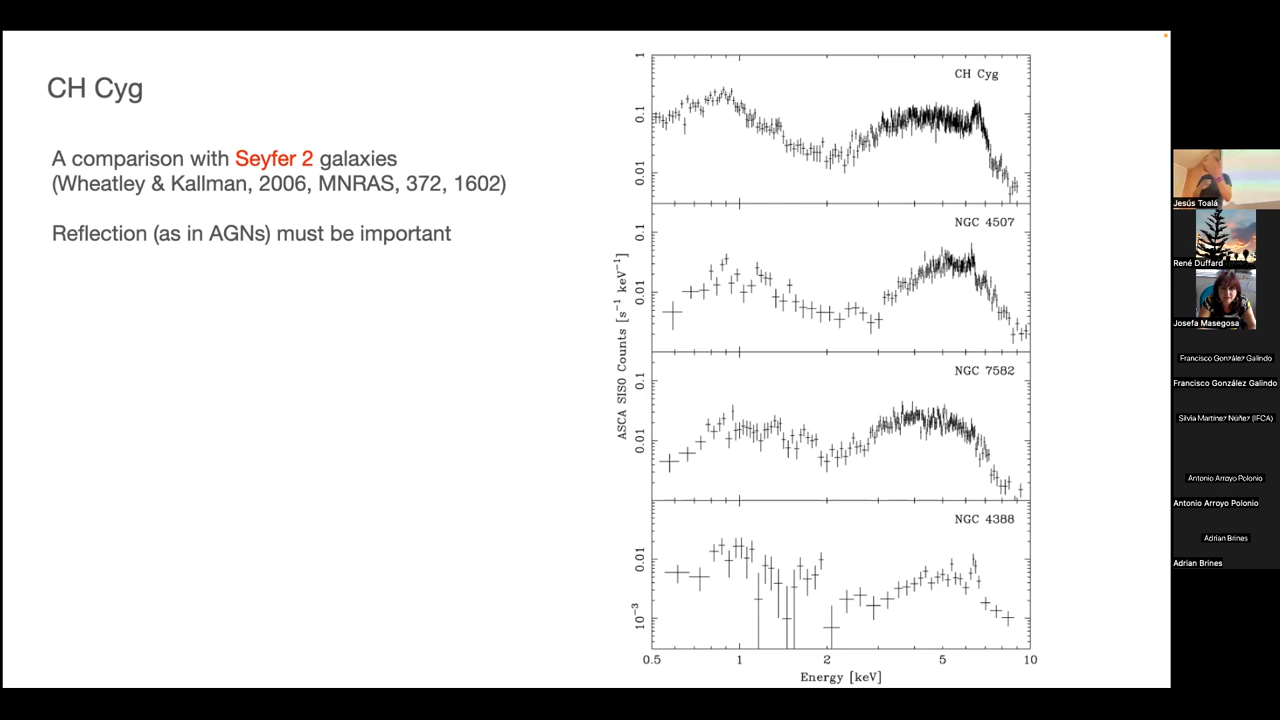 CH Cyg
A comparison with Seyfer 2 galaxies
(Wheatley & Kallman, 2006, MNRAS, 372, 1602)
Reflection (as in AGNs) must be important
ASCA SIS0 Counts [s⁻¹ keV⁻¹]
CH Cyg
1
0.1
0.01
NGC 4507
0.1
0.01
NGC 7582
0.1
0.01
NGC 4388
0.01
10⁻³
0.5 1 2 5 10
Energy [keV]
Jesús Toalá
René Duffard
Josefa Masegosa
Francisco González Galindo
Francisco González Galindo
Silvia Martínez Núñez (IFCA)
Antonio Arroyo Polonio
Antonio Arroyo Polonio
Adrian Brines
Adrian Brines